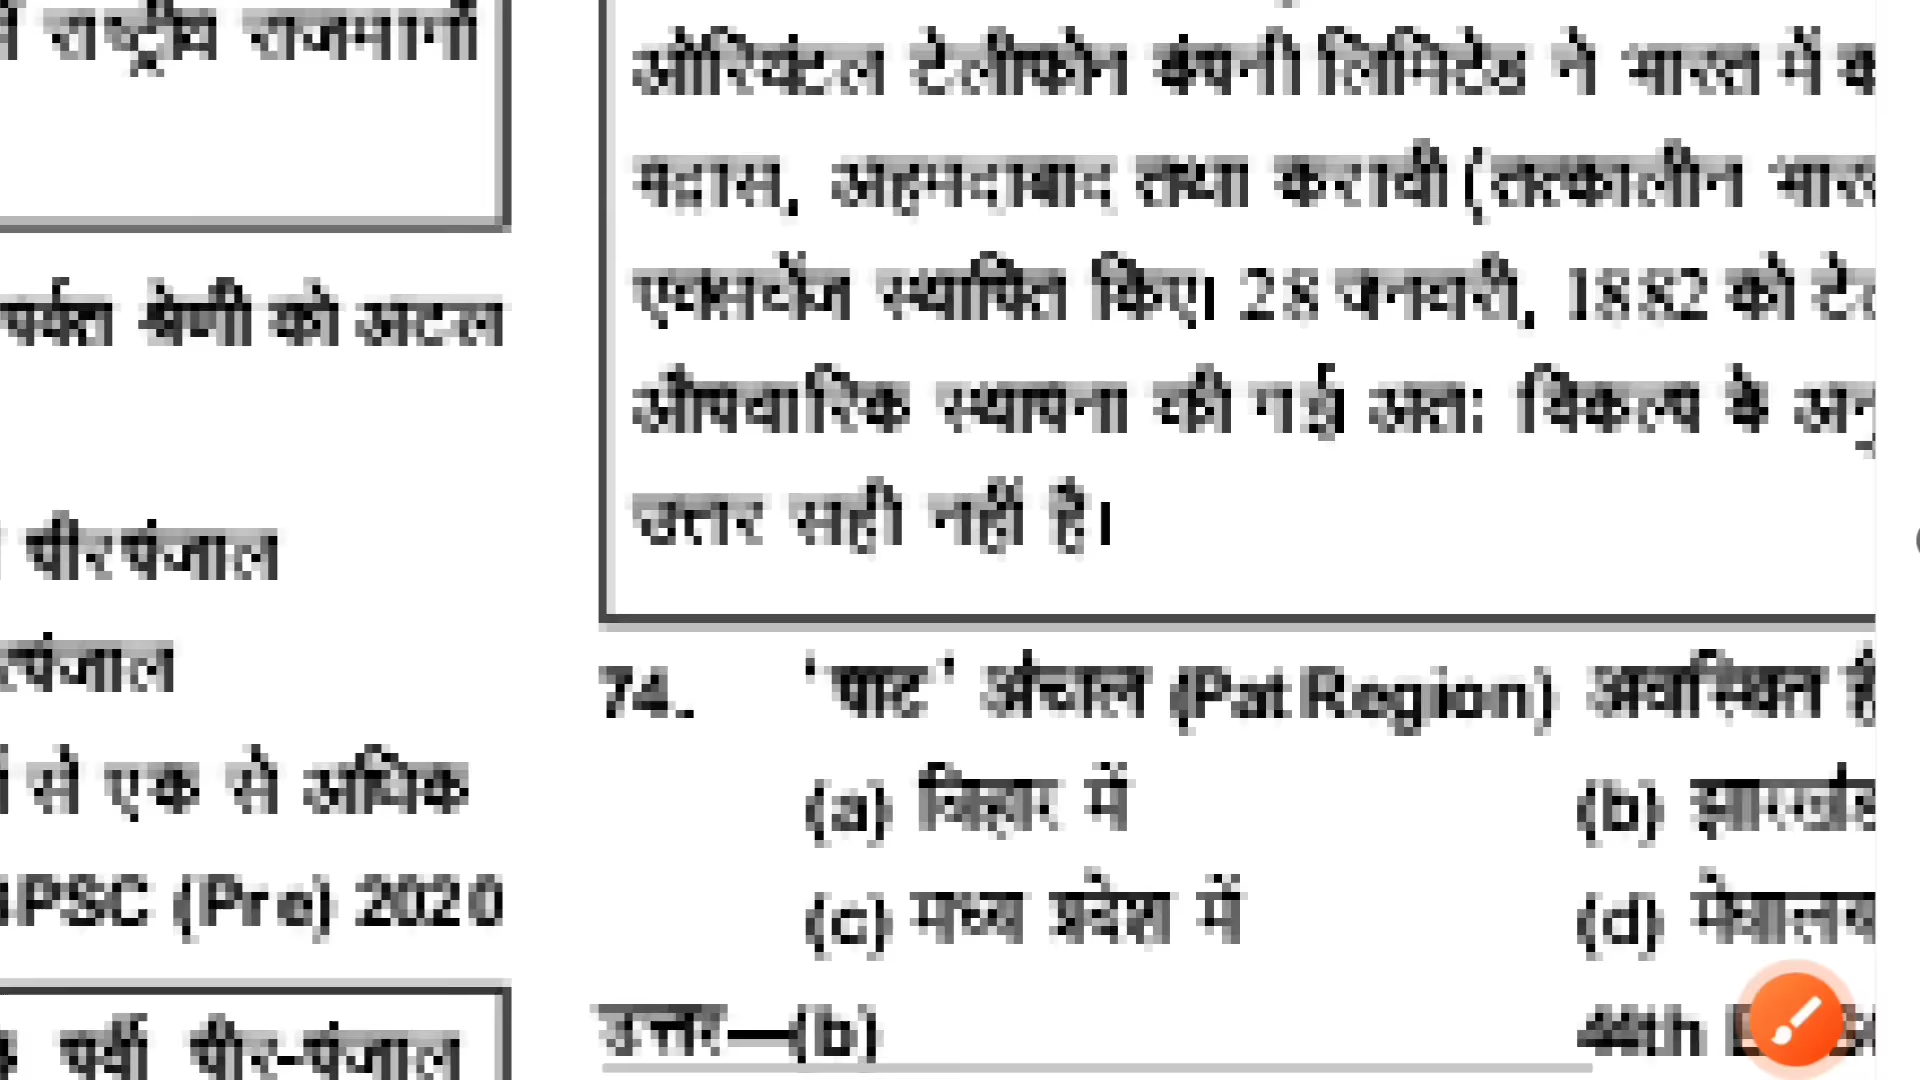 राष्ट्रीय राजमार्गों
पर्वत श्रेणी को अटल
पीरपंजाल
से एक से अधिक
PSC (Pre) 2020
पूर्वी पीर-पंजाल
ओरियंटल टेलीफोन कंपनी लिमिटेड ने भारत में
मद्रास, अहमदाबाद तथा करांची (तत्कालीन
एक्सचेंज स्थापित किए। 28 जनवरी, 1882 को
औपचारिक स्थापना की गई अतः विकल्प के
उत्तर सही नहीं है।
74. 'पाट' अंचल (Pat Region) अवस्थित
(a) बिहार में (b)
(c) मध्य प्रदेश में (d)
उत्तर—(b) 44th